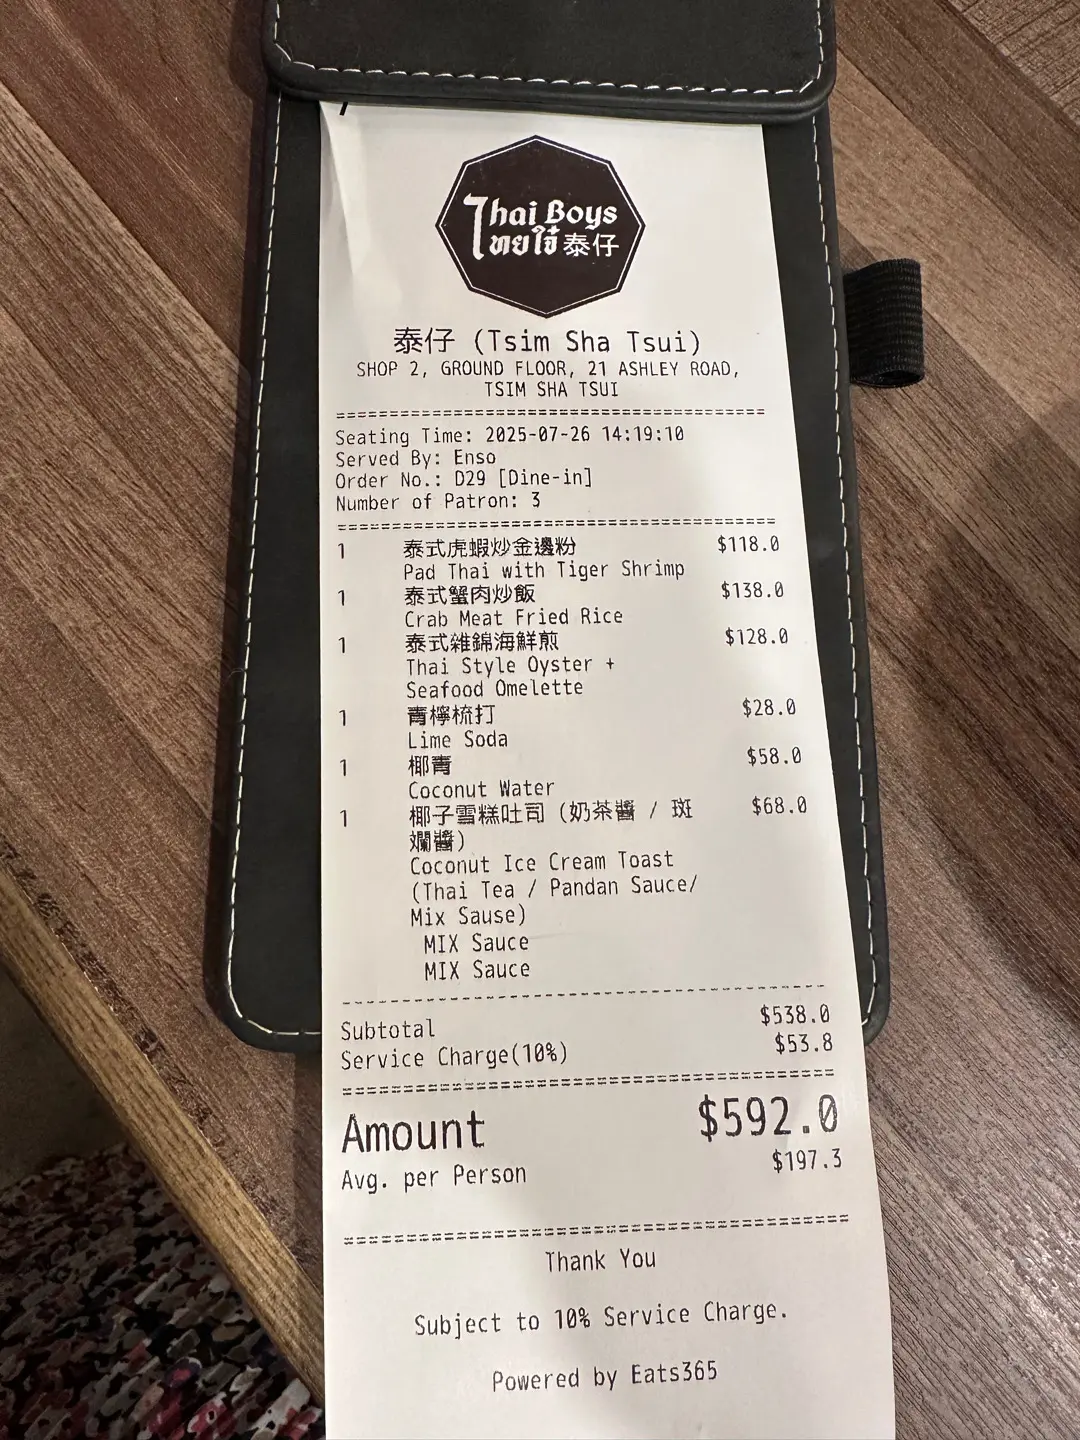 Thai Boys
ไทยใจ๋ 泰仔
泰仔 (Tsim Sha Tsui)
SHOP 2, GROUND FLOOR, 21 ASHLEY ROAD,
TSIM SHA TSUI
Seating Time: 2025-07-26 14:19:10
Served By: Enso
Order No.: D29 [Dine-in]
Number of Patron: 3
1 泰式虎蝦炒金邊粉 $118.0
Pad Thai with Tiger Shrimp
1 泰式蟹肉炒飯 $138.0
Crab Meat Fried Rice
1 泰式雜錦海鮮煎 $128.0
Thai Style Oyster +
Seafood Omelette
1 青檸梳打 $28.0
Lime Soda
1 椰青 $58.0
Coconut Water
1 椰子雪糕吐司 (奶茶醬 / 斑 $68.0
斕醬)
Coconut Ice Cream Toast
(Thai Tea / Pandan Sauce/
Mix Sause)
MIX Sauce
MIX Sauce
Subtotal $538.0
Service Charge(10%) $53.8
Amount $592.0
Avg. per Person $197.3
Thank You
Subject to 10% Service Charge.
Powered by Eats365